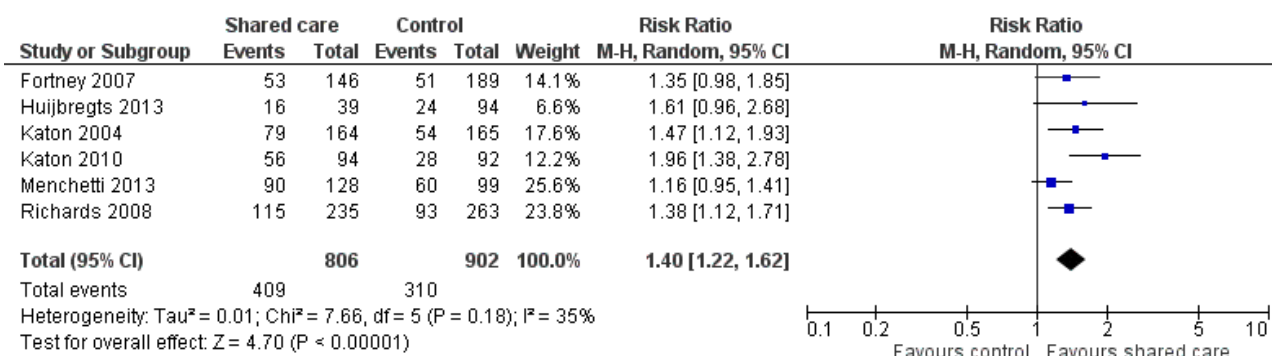 Shared care Control Risk Ratio Risk Ratio
Study or Subgroup Events Total Events Total Weight M-H, Random, 95% CI M-H, Random, 95% CI
Fortney 2007 53 146 51 189 14.1% 1.35 [0.98, 1.85]
Huijbregts 2013 16 39 24 94 6.6% 1.61 [0.96, 2.68]
Katon 2004 79 164 54 165 17.6% 1.47 [1.12, 1.93]
Katon 2010 56 94 28 92 12.2% 1.96 [1.38, 2.78]
Menchetti 2013 90 128 60 99 25.6% 1.16 [0.95, 1.41]
Richards 2008 115 235 93 263 23.8% 1.38 [1.12, 1.71]
Total (95% CI) 806 902 100.0% 1.40 [1.22, 1.62]
Total events 409 310
Heterogeneity: Tau² = 0.01; Chi² = 7.66, df = 5 (P = 0.18); I² = 35%
Test for overall effect: Z = 4.70 (P < 0.00001)
0.1 0.2 0.5 1 2 5 10
Favours control Favours shared care